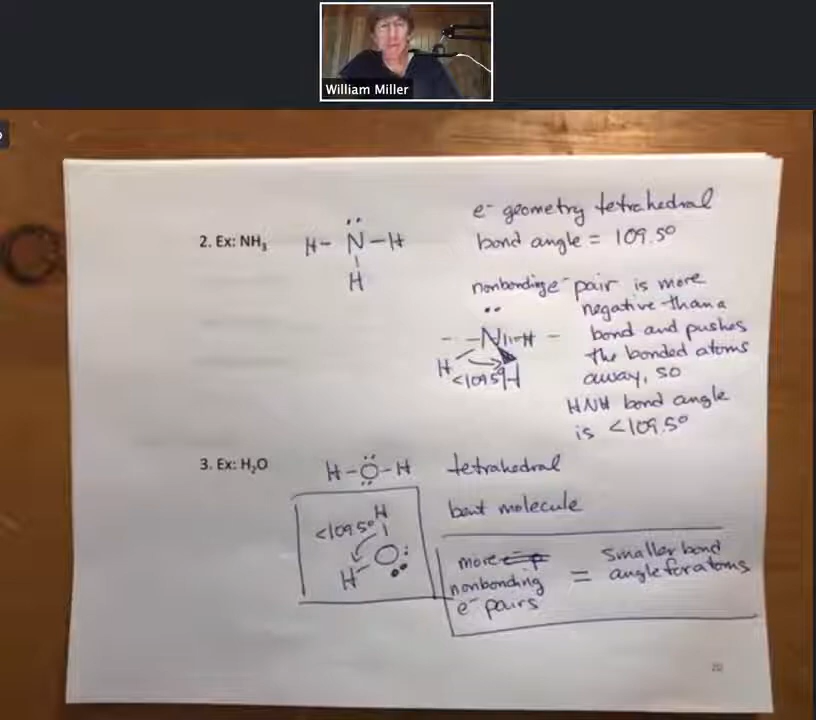 William Miller
e⁻ geometry tetrahedral
2. Ex: NH₃
H-N̈-H
H
bond angle = 109.5°
nonbonding e⁻ pair is more
negative than a
bond and pushes
the bonded atoms
away, so
HNH bond angle
is <109.5°
N H
H <109.5° H
3. Ex: H₂O
H-Ö-H
tetrahedral
bent molecule
<109.5° H
H O
more
nonbonding
e⁻ pairs
=
smaller bond
angle for atoms